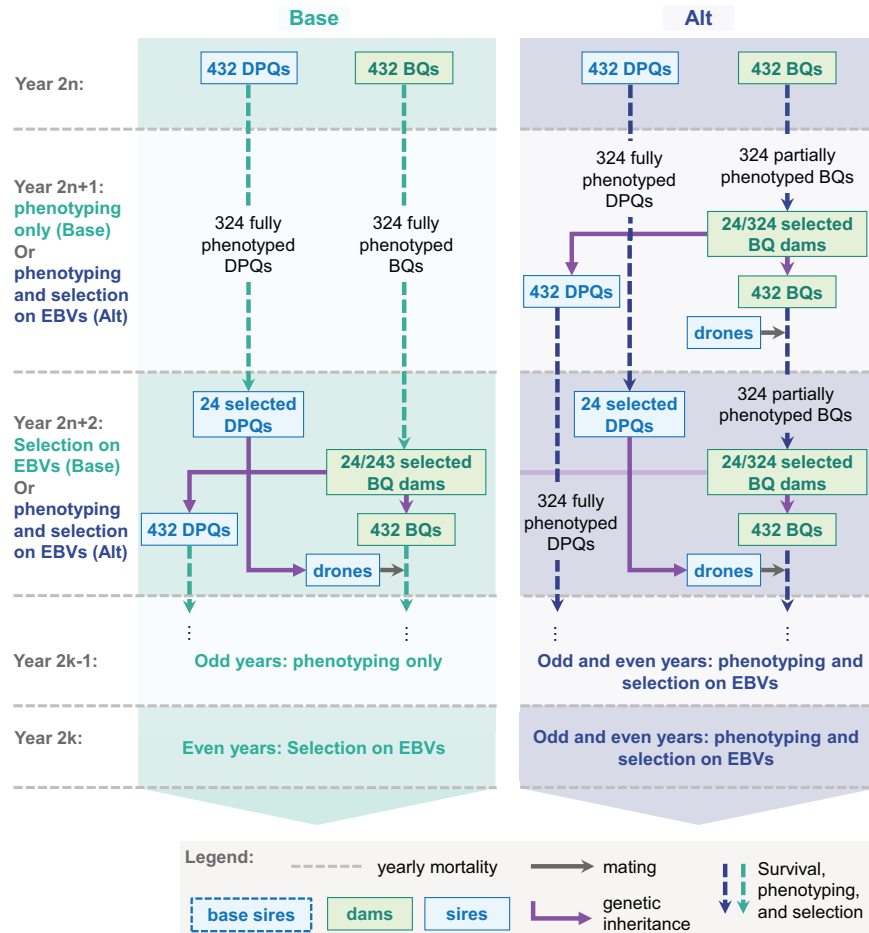 Base
Alt
Year 2n:
432 DPQs
432 BQs
432 DPQs
432 BQs
Year 2n+1:
phenotyping
only (Base)
Or
phenotyping
and selection
on EBVs (Alt)
324 fully
phenotyped
DPQs
324 fully
phenotyped
BQs
324 fully
phenotyped
DPQs
324 partially
phenotyped BQs
24/324 selected
BQ dams
432 DPQs
432 BQs
drones
Year 2n+2:
Selection on
EBVs (Base)
Or
phenotyping
and selection
on EBVs (Alt)
24 selected
DPQs
24/243 selected
BQ dams
432 DPQs
432 BQs
drones
24 selected
DPQs
324 partially
phenotyped BQs
24/324 selected
BQ dams
324 fully
phenotyped
DPQs
432 BQs
drones
...
...
...
...
Year 2k-1:
Odd years: phenotyping only
Odd and even years: phenotyping and
selection on EBVs
Year 2k:
Even years: Selection on EBVs
Odd and even years: phenotyping and
selection on EBVs
Legend:
yearly mortality
mating
Survival,
phenotyping,
and selection
base sires
dams
sires
genetic
inheritance